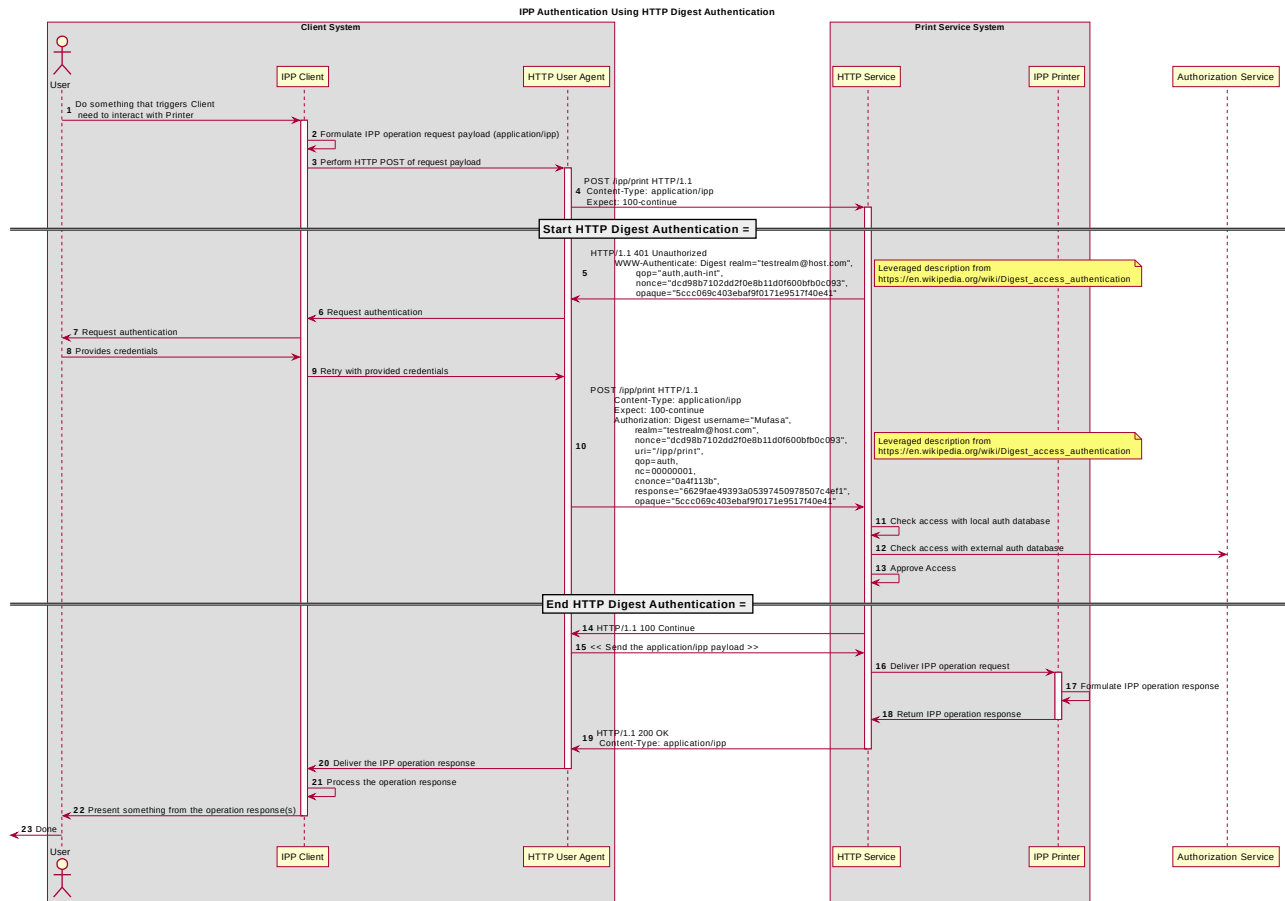 IPP Authentication Using HTTP Digest Authentication
Client System
Print Service System
User
IPP Client
HTTP User Agent
HTTP Service
IPP Printer
Authorization Service
1 Do something that triggers Client
need to interact with Printer
2 Formulate IPP operation request payload (application/ipp)
3 Perform HTTP POST of request payload
4 POST /ipp/print HTTP/1.1
Content-Type: application/ipp
Expect: 100-continue
Start HTTP Digest Authentication =
5 HTTP/1.1 401 Unauthorized
WWW-Authenticate: Digest realm="testrealm@host.com",
qop="auth,auth-int",
nonce="dcd98b7102dd2f0e8b11d0f600bfb0c093",
opaque="5ccc069c403ebaf9f0171e9517f40e41"
Leveraged description from
https://en.wikipedia.org/wiki/Digest_access_authentication
6 Request authentication
7 Request authentication
8 Provides credentials
9 Retry with provided credentials
10 POST /ipp/print HTTP/1.1
Content-Type: application/ipp
Expect: 100-continue
Authorization: Digest username="Mufasa",
realm="testrealm@host.com",
nonce="dcd98b7102dd2f0e8b11d0f600bfb0c093",
uri="/ipp/print",
qop=auth,
nc=00000001,
cnonce="0a4f113b",
response="6629fae49393a05397450978507c4ef1",
opaque="5ccc069c403ebaf9f0171e9517f40e41"
Leveraged description from
https://en.wikipedia.org/wiki/Digest_access_authentication
11 Check access with local auth database
12 Check access with external auth database
13 Approve Access
End HTTP Digest Authentication =
14 HTTP/1.1 100 Continue
15 << Send the application/ipp payload >>
16 Deliver IPP operation request
17 Formulate IPP operation response
18 Return IPP operation response
19 HTTP/1.1 200 OK
Content-Type: application/ipp
20 Deliver the IPP operation response
21 Process the operation response
22 Present something from the operation response(s)
23 Done
User
IPP Client
HTTP User Agent
HTTP Service
IPP Printer
Authorization Service